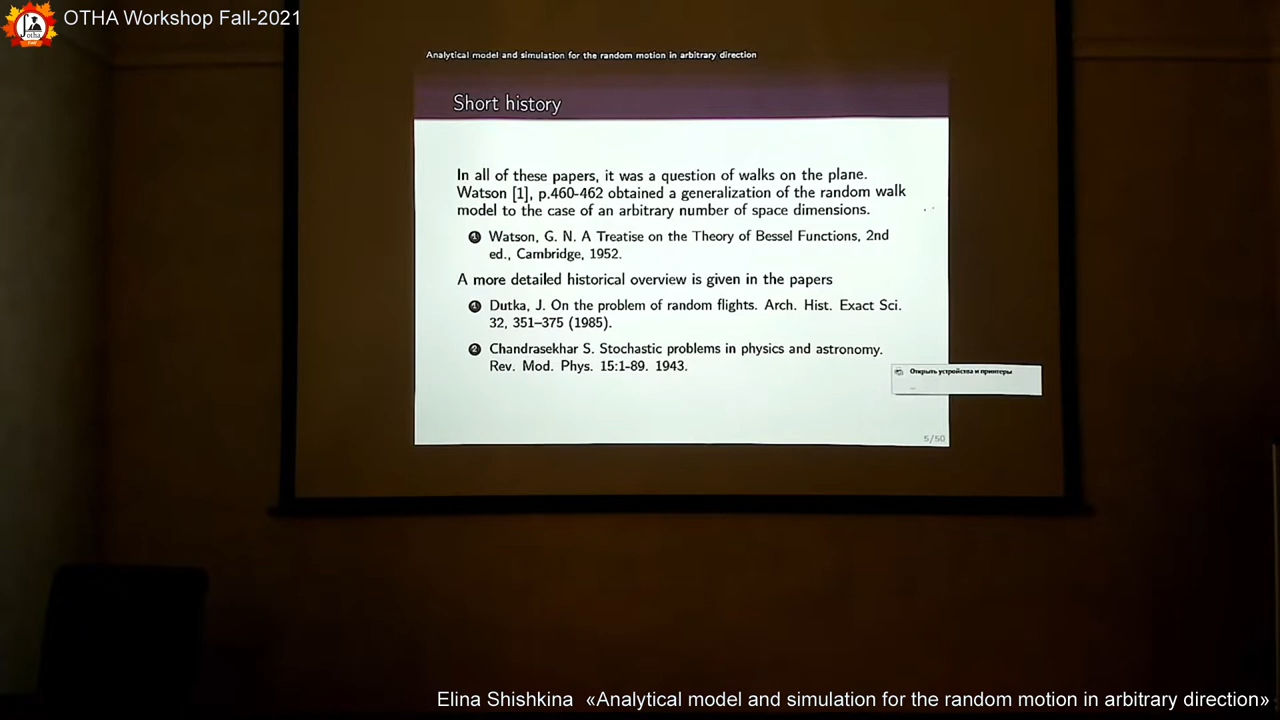 OTHA Workshop Fall-2021
Analytical model and simulation for the random motion in arbitrary direction
Short history
In all of these papers, it was a question of walks on the plane.
Watson [1], p.460-462 obtained a generalization of the random walk
model to the case of an arbitrary number of space dimensions.
1 Watson, G. N. A Treatise on the Theory of Bessel Functions, 2nd
ed., Cambridge, 1952.
A more detailed historical overview is given in the papers
1 Dutka, J. On the problem of random flights. Arch. Hist. Exact Sci.
32, 351–375 (1985).
2 Chandrasekhar S. Stochastic problems in physics and astronomy.
Rev. Mod. Phys. 15:1-89. 1943.
Открыть устройства и принтеры
5/50
Elina Shishkina «Analytical model and simulation for the random motion in arbitrary direction»